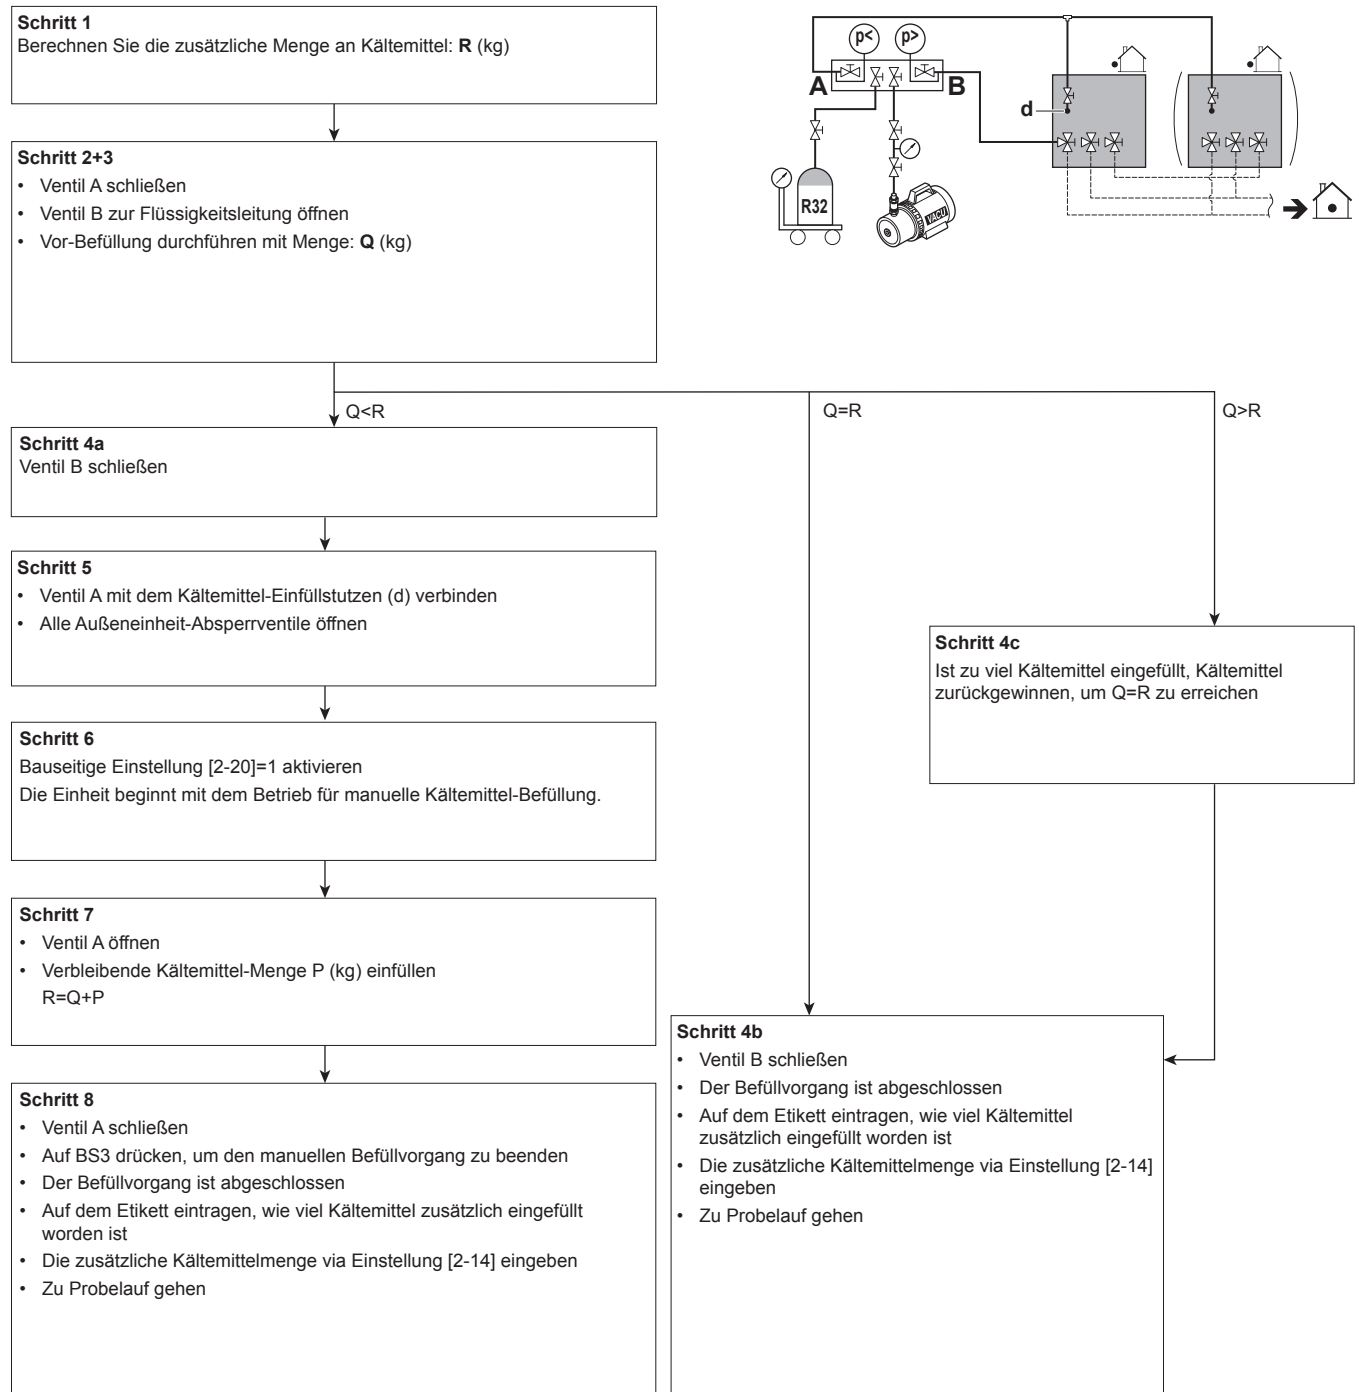 Schritt 1
Berechnen Sie die zusätzliche Menge an Kältemittel: R (kg)
p<
p>
A
B
d
R32
VACU
Schritt 2+3
• Ventil A schließen
• Ventil B zur Flüssigkeitsleitung öffnen
• Vor-Befüllung durchführen mit Menge: Q (kg)
Q<R
Q=R
Q>R
Schritt 4a
Ventil B schließen
Schritt 5
• Ventil A mit dem Kältemittel-Einfüllstutzen (d) verbinden
• Alle Außeneinheit-Absperrventile öffnen
Schritt 4c
Ist zu viel Kältemittel eingefüllt, Kältemittel
zurückgewinnen, um Q=R zu erreichen
Schritt 6
Bauseitige Einstellung [2-20]=1 aktivieren
Die Einheit beginnt mit dem Betrieb für manuelle Kältemittel-Befüllung.
Schritt 7
• Ventil A öffnen
• Verbleibende Kältemittel-Menge P (kg) einfüllen
R=Q+P
Schritt 4b
• Ventil B schließen
• Der Befüllvorgang ist abgeschlossen
• Auf dem Etikett eintragen, wie viel Kältemittel
zusätzlich eingefüllt worden ist
• Die zusätzliche Kältemittelmenge via Einstellung [2-14]
eingeben
• Zu Probelauf gehen
Schritt 8
• Ventil A schließen
• Auf BS3 drücken, um den manuellen Befüllvorgang zu beenden
• Der Befüllvorgang ist abgeschlossen
• Auf dem Etikett eintragen, wie viel Kältemittel zusätzlich eingefüllt
worden ist
• Die zusätzliche Kältemittelmenge via Einstellung [2-14] eingeben
• Zu Probelauf gehen